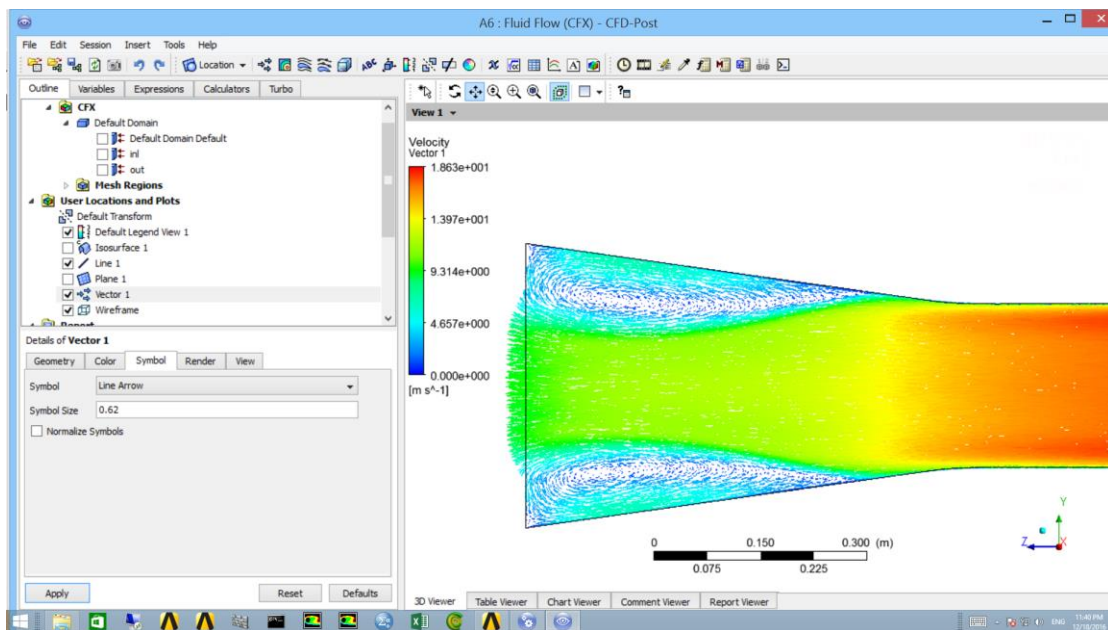 A6 : Fluid Flow (CFX) - CFD-Post
File Edit Session Insert Tools Help
Location
Outline Variables Expressions Calculators Turbo
CFX
Default Domain
Default Domain Default
inl
out
Mesh Regions
User Locations and Plots
Default Transform
Default Legend View 1
Isosurface 1
Line 1
Plane 1
Vector 1
Wireframe
Report
Details of Vector 1
Geometry Color Symbol Render View
Symbol Line Arrow
Symbol Size 0.62
Normalize Symbols
Apply Reset Defaults
View 1
Velocity
Vector 1
1.863e+001
1.397e+001
9.314e+000
4.657e+000
0.000e+000
[m s^-1]
0 0.150 0.300 (m)
0.075 0.225
Y
Z X
3D Viewer Table Viewer Chart Viewer Comment Viewer Report Viewer
ENG 11:40 PM
12/18/2016